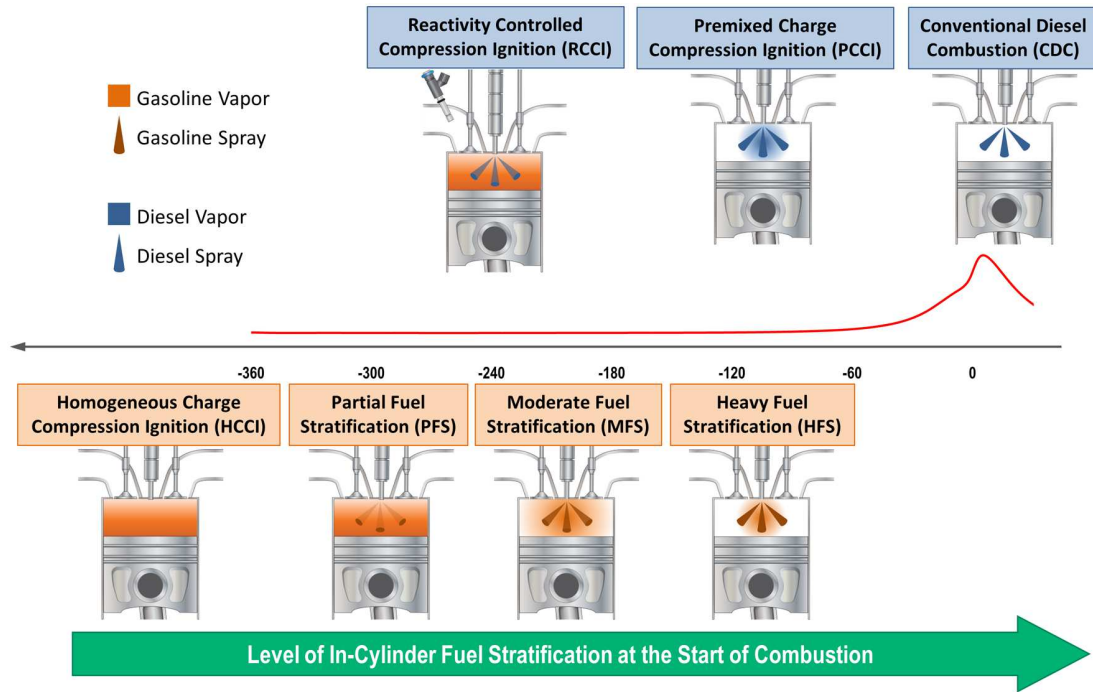 Reactivity Controlled
Compression Ignition (RCCI)
Premixed Charge
Compression Ignition (PCCI)
Conventional Diesel
Combustion (CDC)
Gasoline Vapor
Gasoline Spray
Diesel Vapor
Diesel Spray
-360
-300
-240
-180
-120
-60
0
Homogeneous Charge
Compression Ignition (HCCI)
Partial Fuel
Stratification (PFS)
Moderate Fuel
Stratification (MFS)
Heavy Fuel
Stratification (HFS)
Level of In-Cylinder Fuel Stratification at the Start of Combustion